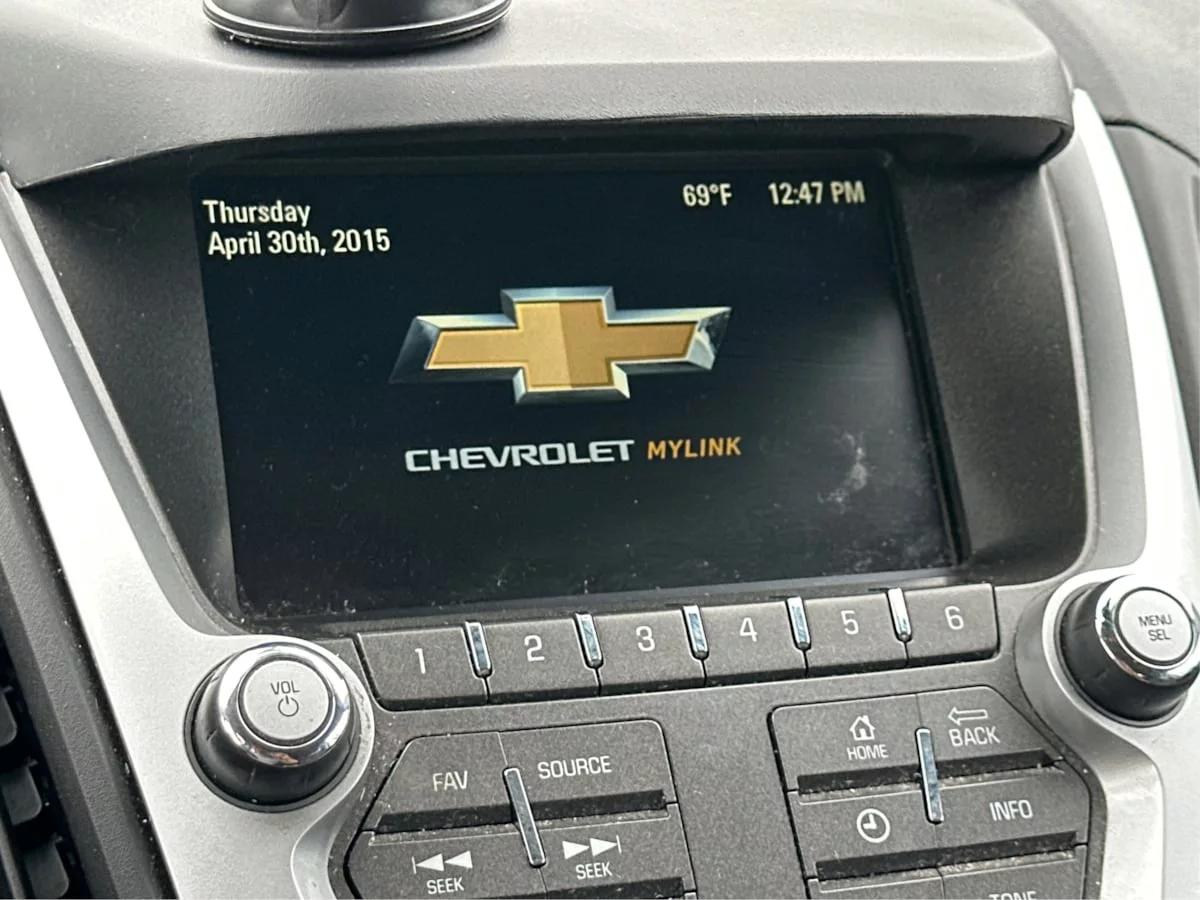 Thursday
April 30th, 2015
69°F 12:47 PM
CHEVROLET MYLINK
1 2 3 4 5 6
MENU
SEL
VOL
FAV SOURCE
HOME BACK
INFO
SEEK SEEK
TONE